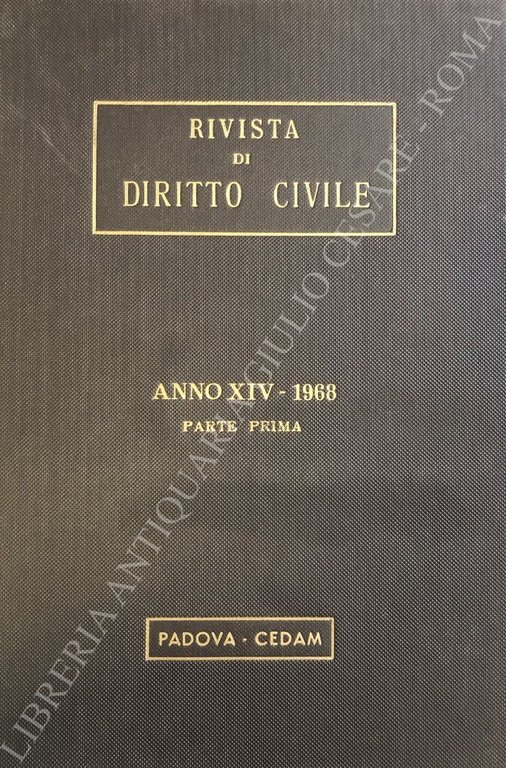 RIVISTA
DI
DIRITTO CIVILE
ANNO XIV - 1968
PARTE PRIMA
PADOVA - CEDAM
LIBRERIA ANTIQUARIA GIULIO CESARE - ROMA